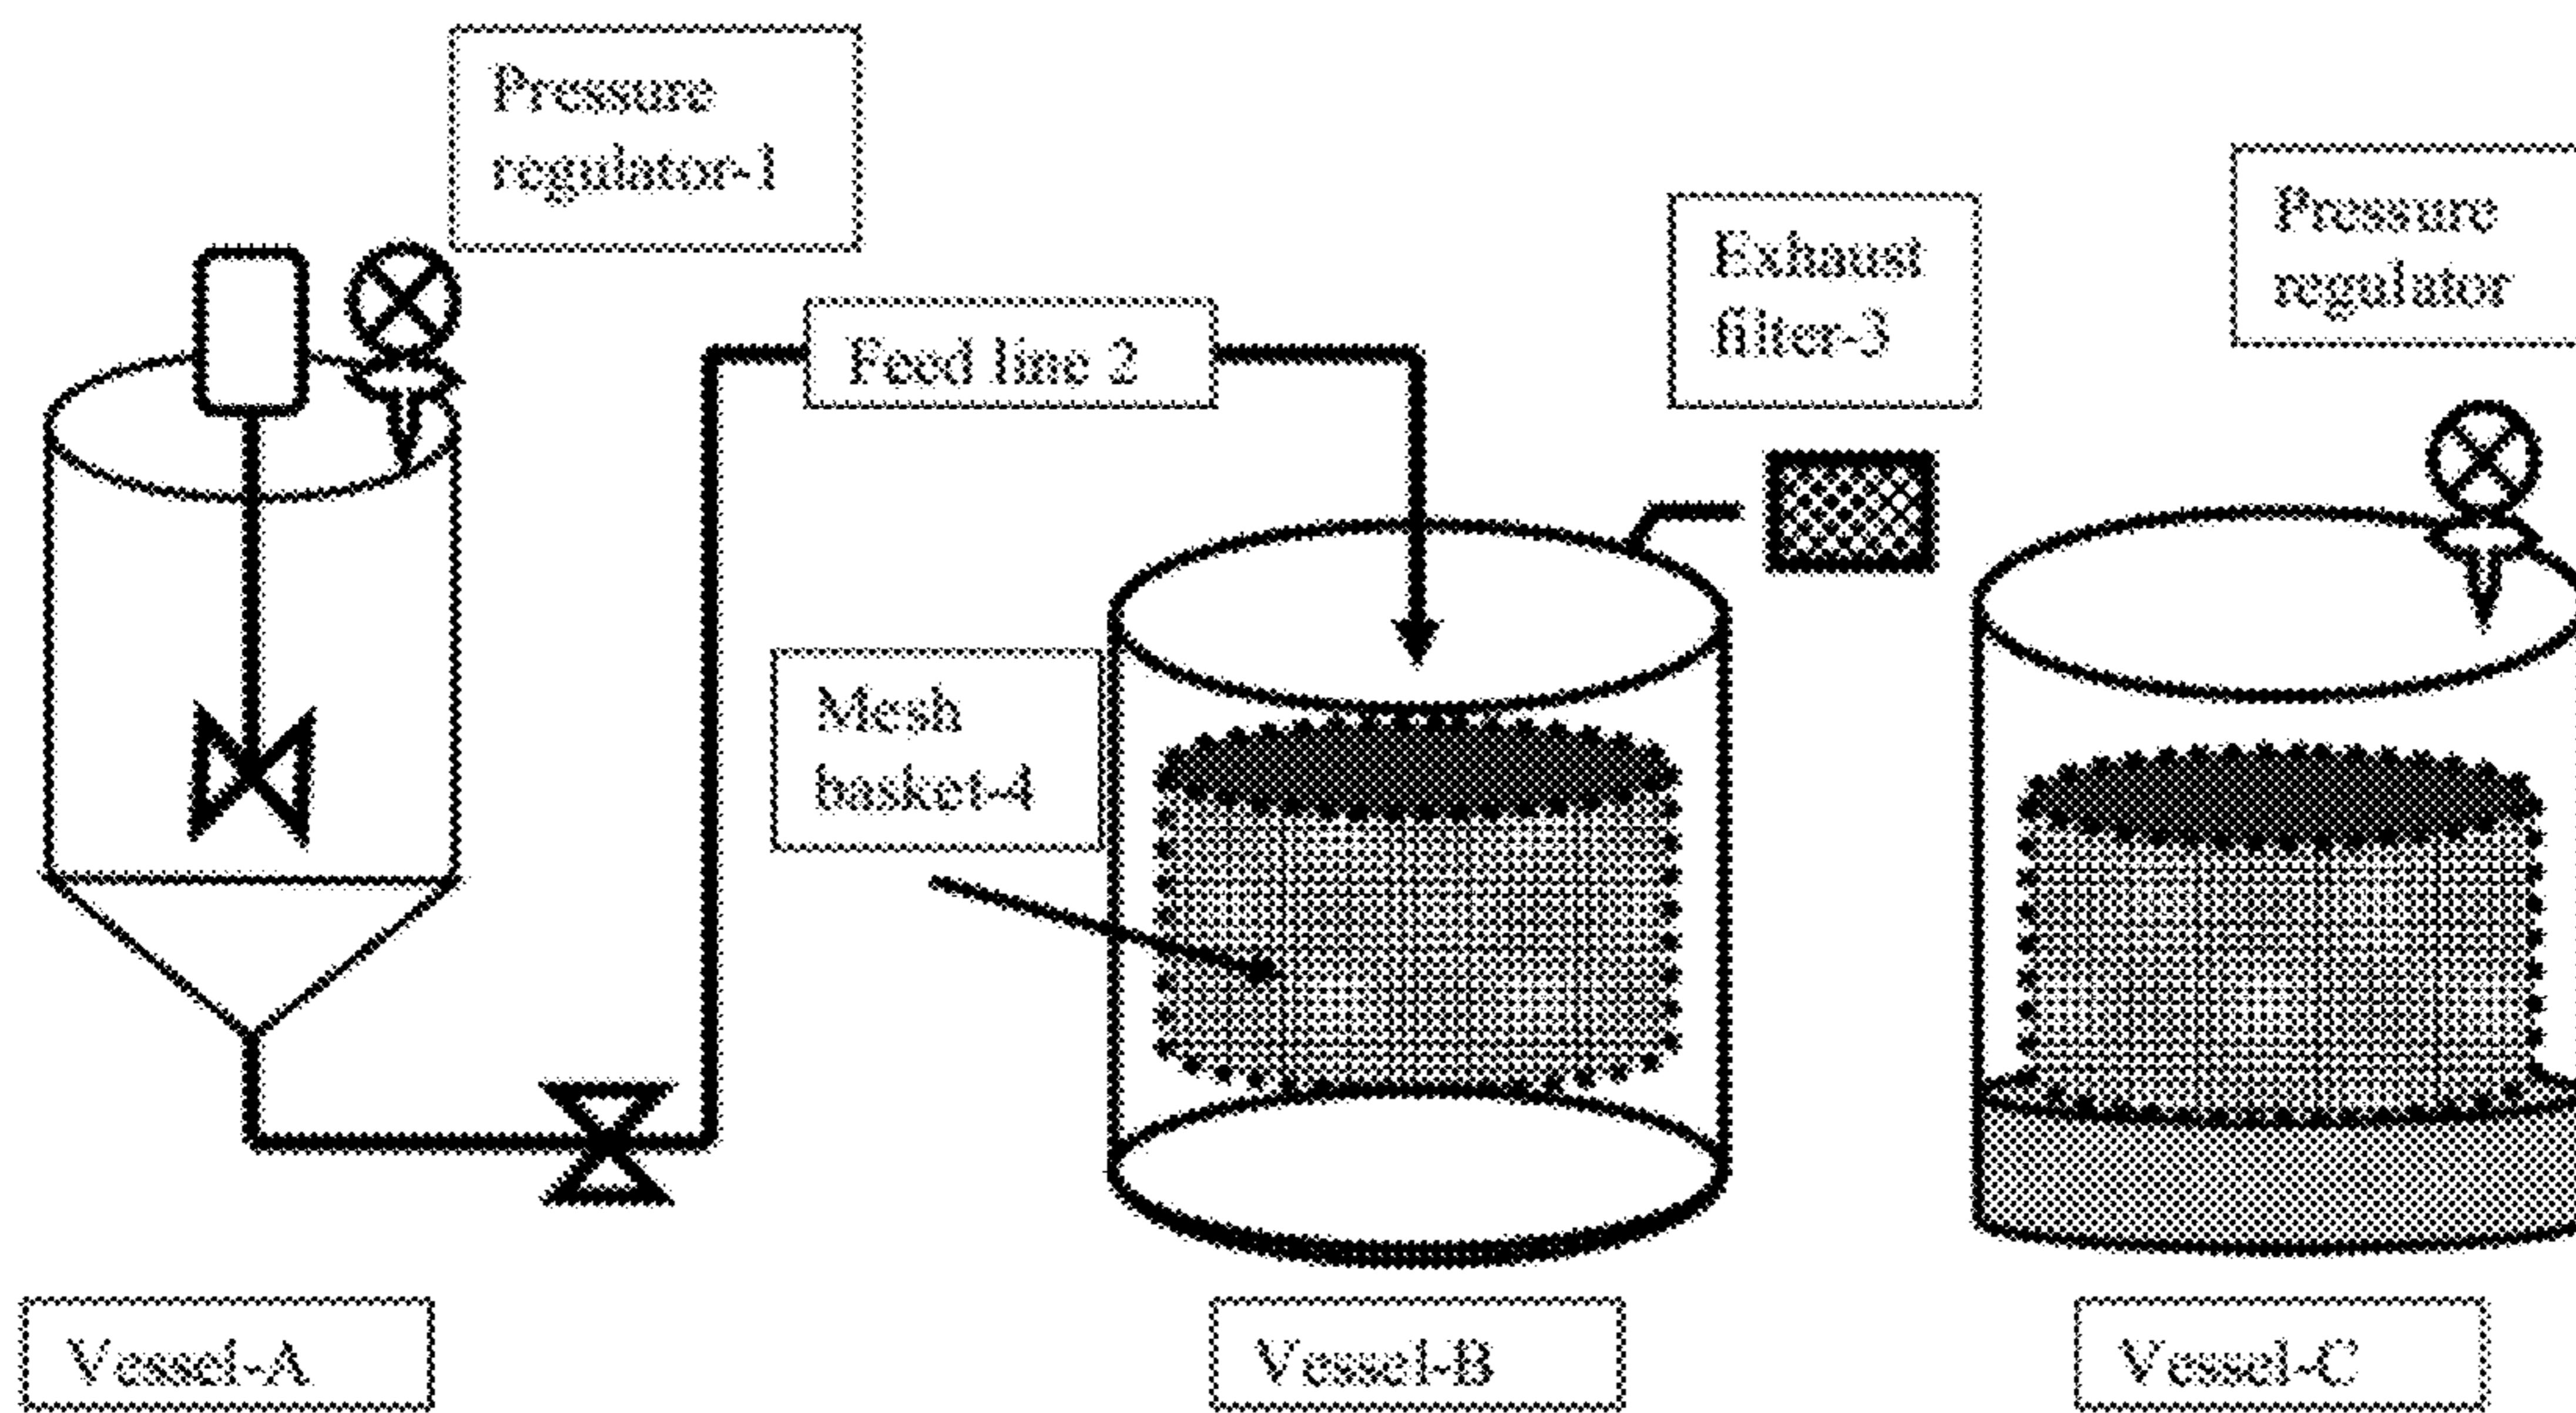 Pressure
regulator-1
Feed line 2
Exhaust
filter-3
Pressure
regulator
Mesh
basket-4
Vessel-A
Vessel-B
Vessel-C